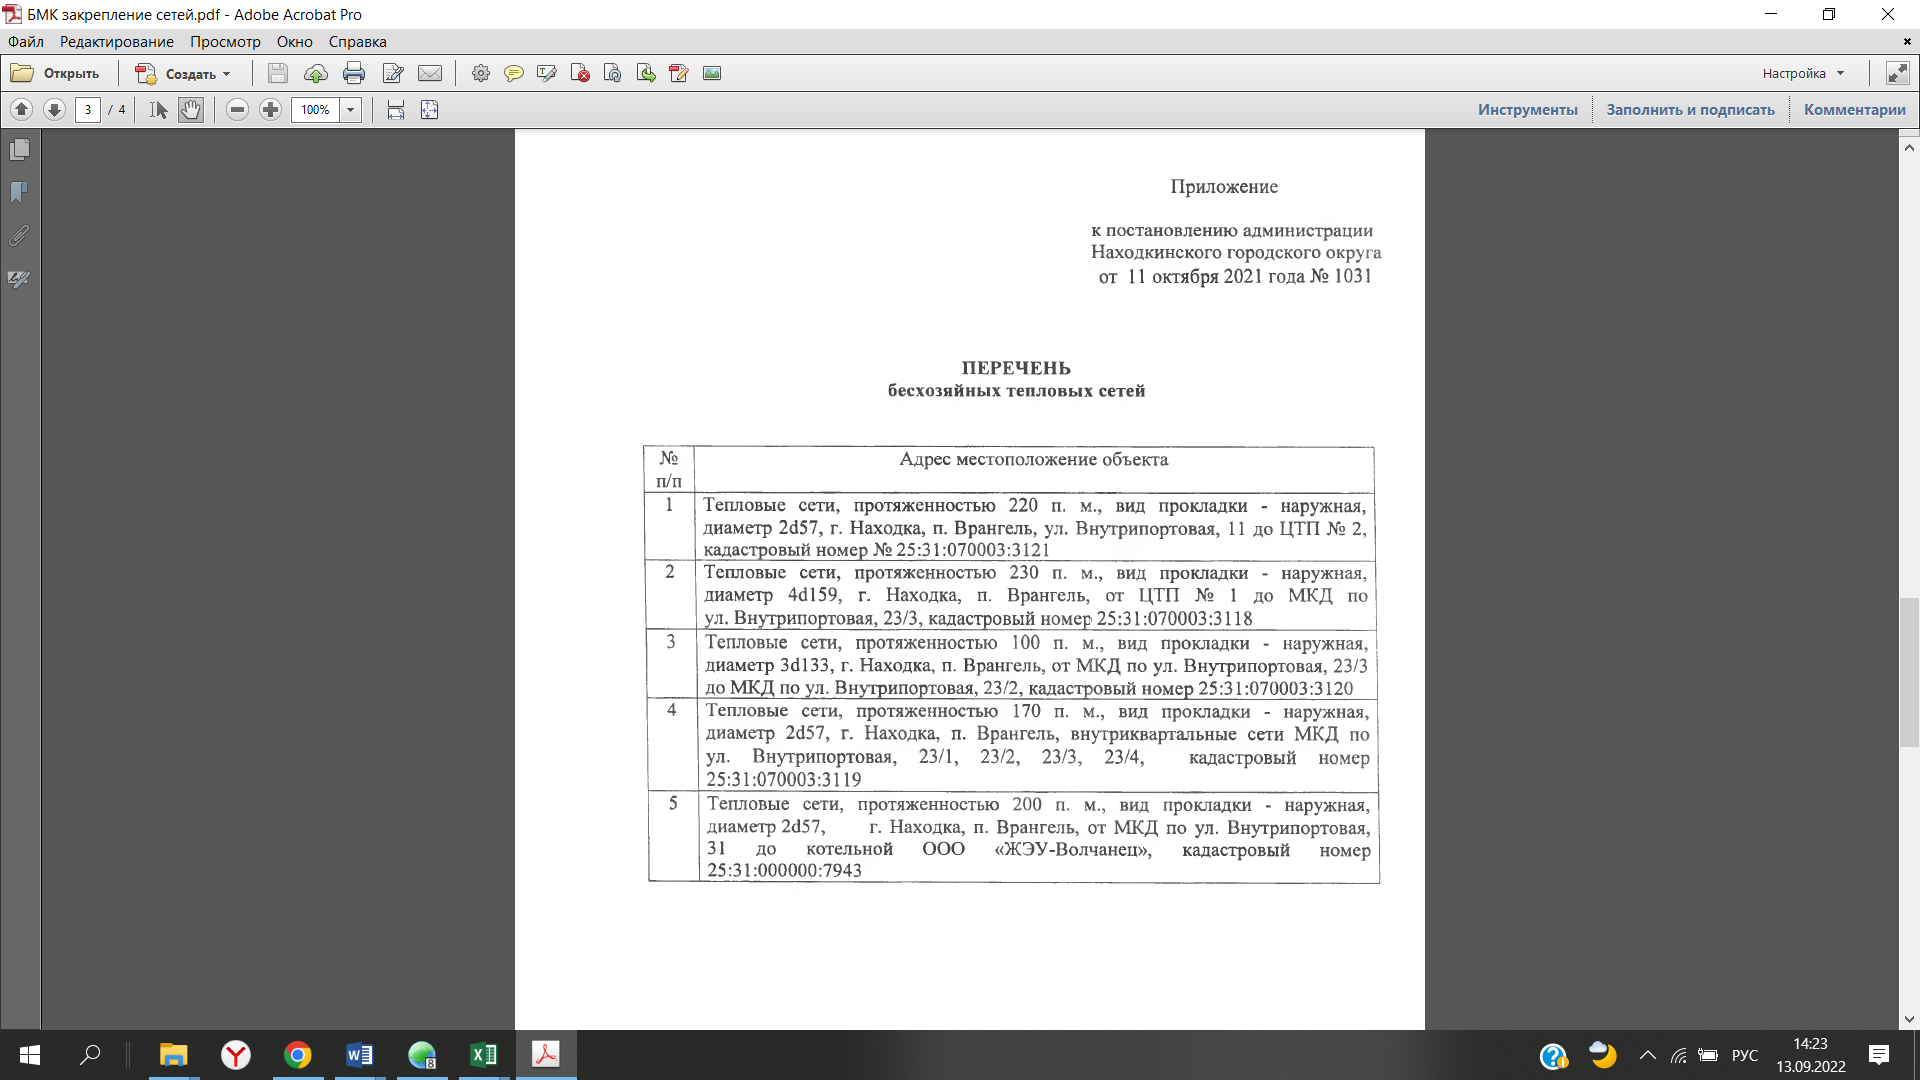 БМК закрепление сетей.pdf - Adobe Acrobat Pro
Файл Редактирование Просмотр Окно Справка
Открыть Создать Настройка
3 / 4 100% Инструменты Заполнить и подписать Комментарии
Приложение
к постановлению администрации
Находкинского городского округа
от 11 октября 2021 года № 1031
ПЕРЕЧЕНЬ
бесхозяйных тепловых сетей
№
п/п
Адрес местоположение объекта
1
Тепловые сети, протяженностью 220 п. м., вид прокладки - наружная,
диаметр 2d57, г. Находка, п. Врангель, ул. Внутрипортовая, 11 до ЦТП № 2,
кадастровый номер № 25:31:070003:3121
2
Тепловые сети, протяженностью 230 п. м., вид прокладки - наружная,
диаметр 4d159, г. Находка, п. Врангель, от ЦТП № 1 до МКД по
ул. Внутрипортовая, 23/3, кадастровый номер 25:31:070003:3118
3
Тепловые сети, протяженностью 100 п. м., вид прокладки - наружная,
диаметр 3d133, г. Находка, п. Врангель, от МКД по ул. Внутрипортовая, 23/3
до МКД по ул. Внутрипортовая, 23/2, кадастровый номер 25:31:070003:3120
4
Тепловые сети, протяженностью 170 п. м., вид прокладки - наружная,
диаметр 2d57, г. Находка, п. Врангель, внутриквартальные сети МКД по
ул. Внутрипортовая, 23/1, 23/2, 23/3, 23/4, кадастровый номер
25:31:070003:3119
5
Тепловые сети, протяженностью 200 п. м., вид прокладки - наружная,
диаметр 2d57, г. Находка, п. Врангель, от МКД по ул. Внутрипортовая,
31 до котельной ООО «ЖЭУ-Волчанец», кадастровый номер
25:31:000000:7943
8
РУС
14:23
13.09.2022